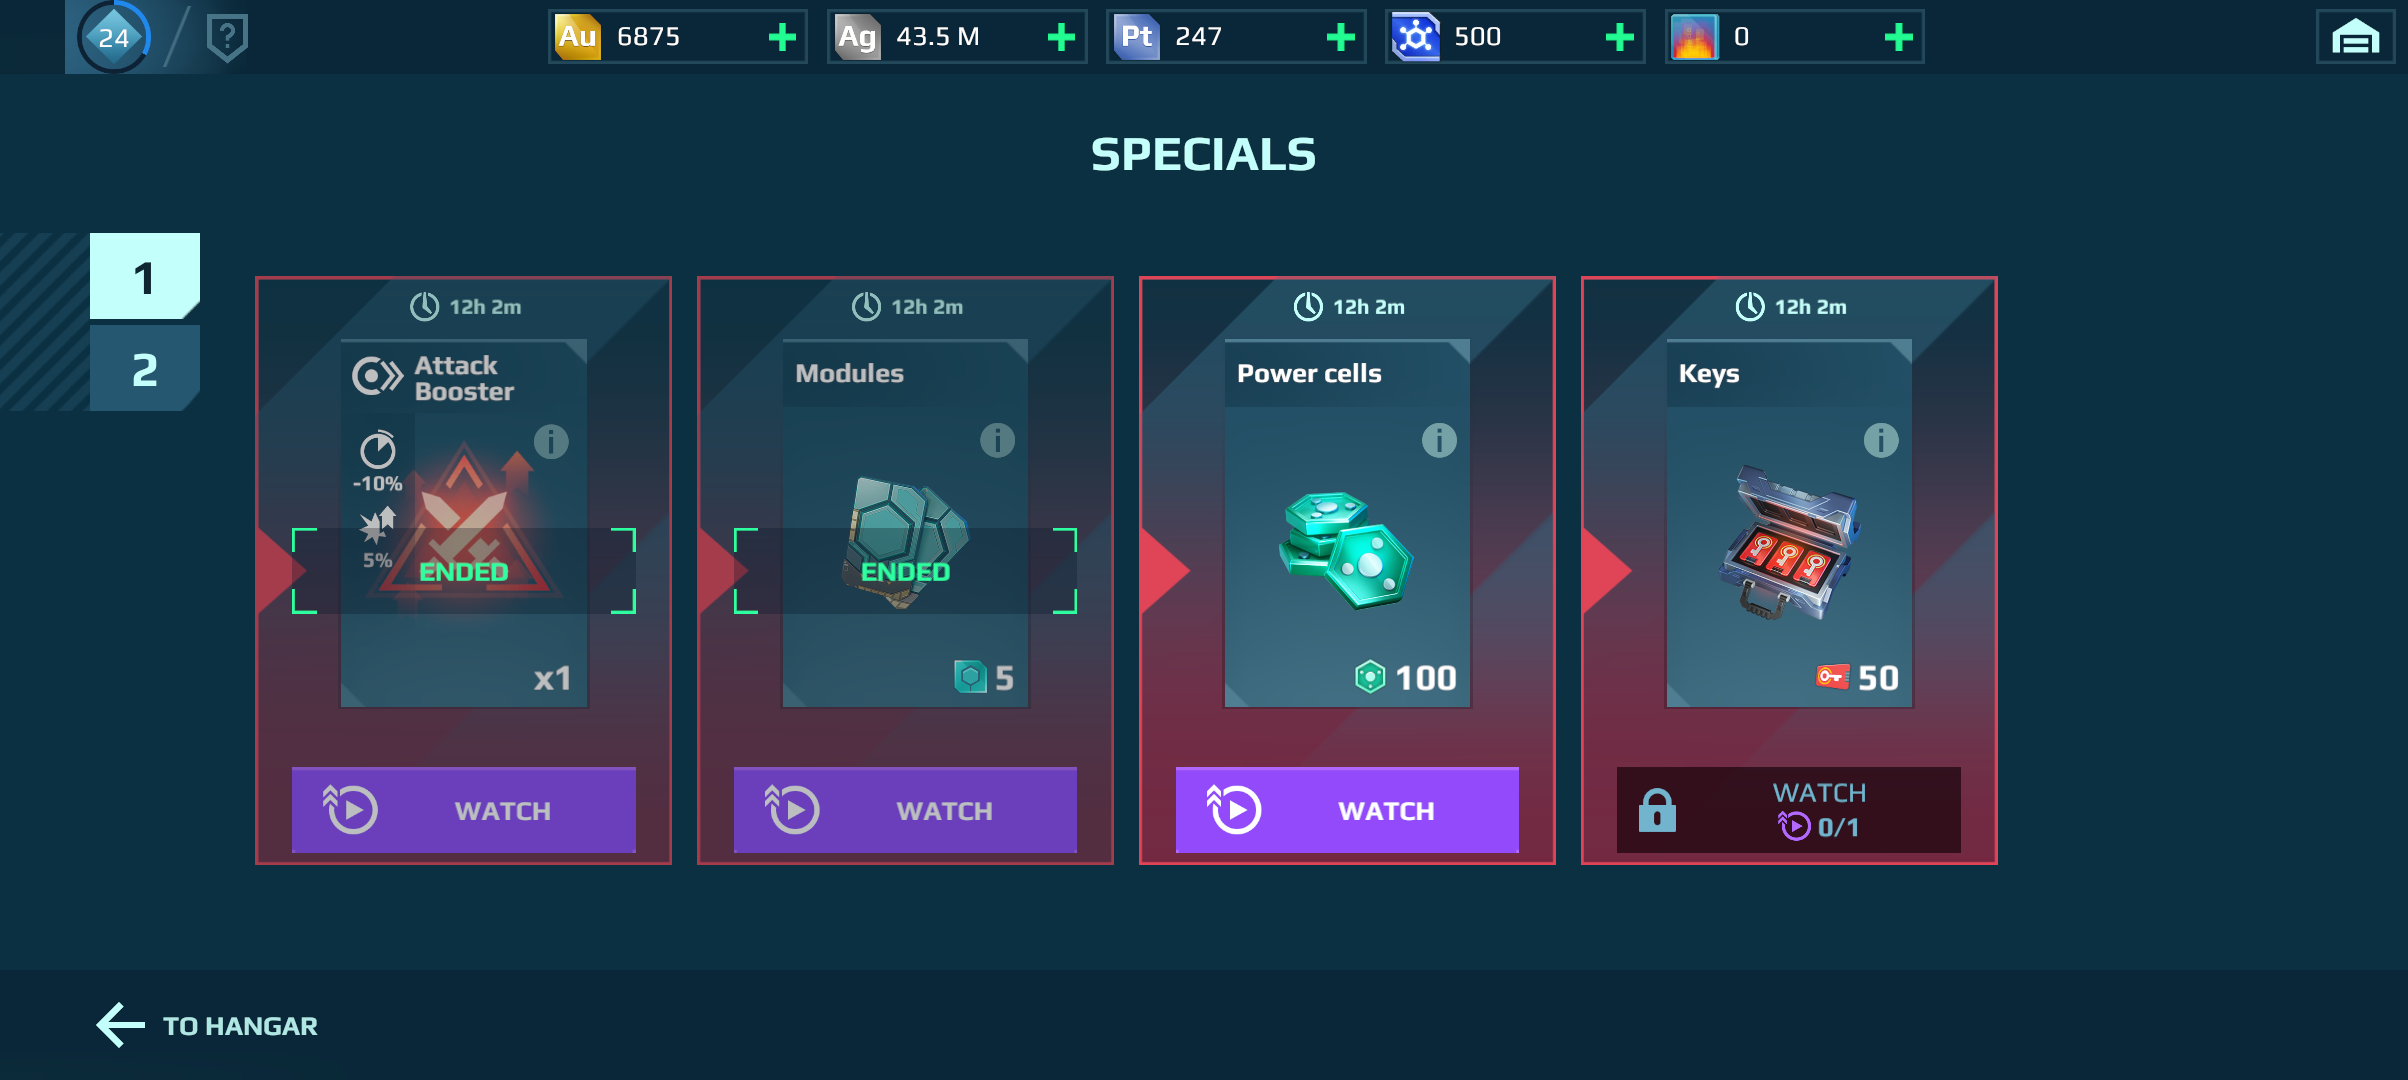 24
?
Au 6875
Ag 43.5 M
Pt 247
500
0
SPECIALS
1
2
12h 2m
Attack
Booster
i
-10%
5%
ENDED
x1
WATCH
12h 2m
Modules
i
ENDED
5
WATCH
12h 2m
Power cells
i
100
WATCH
12h 2m
Keys
i
50
WATCH
0/1
TO HANGAR